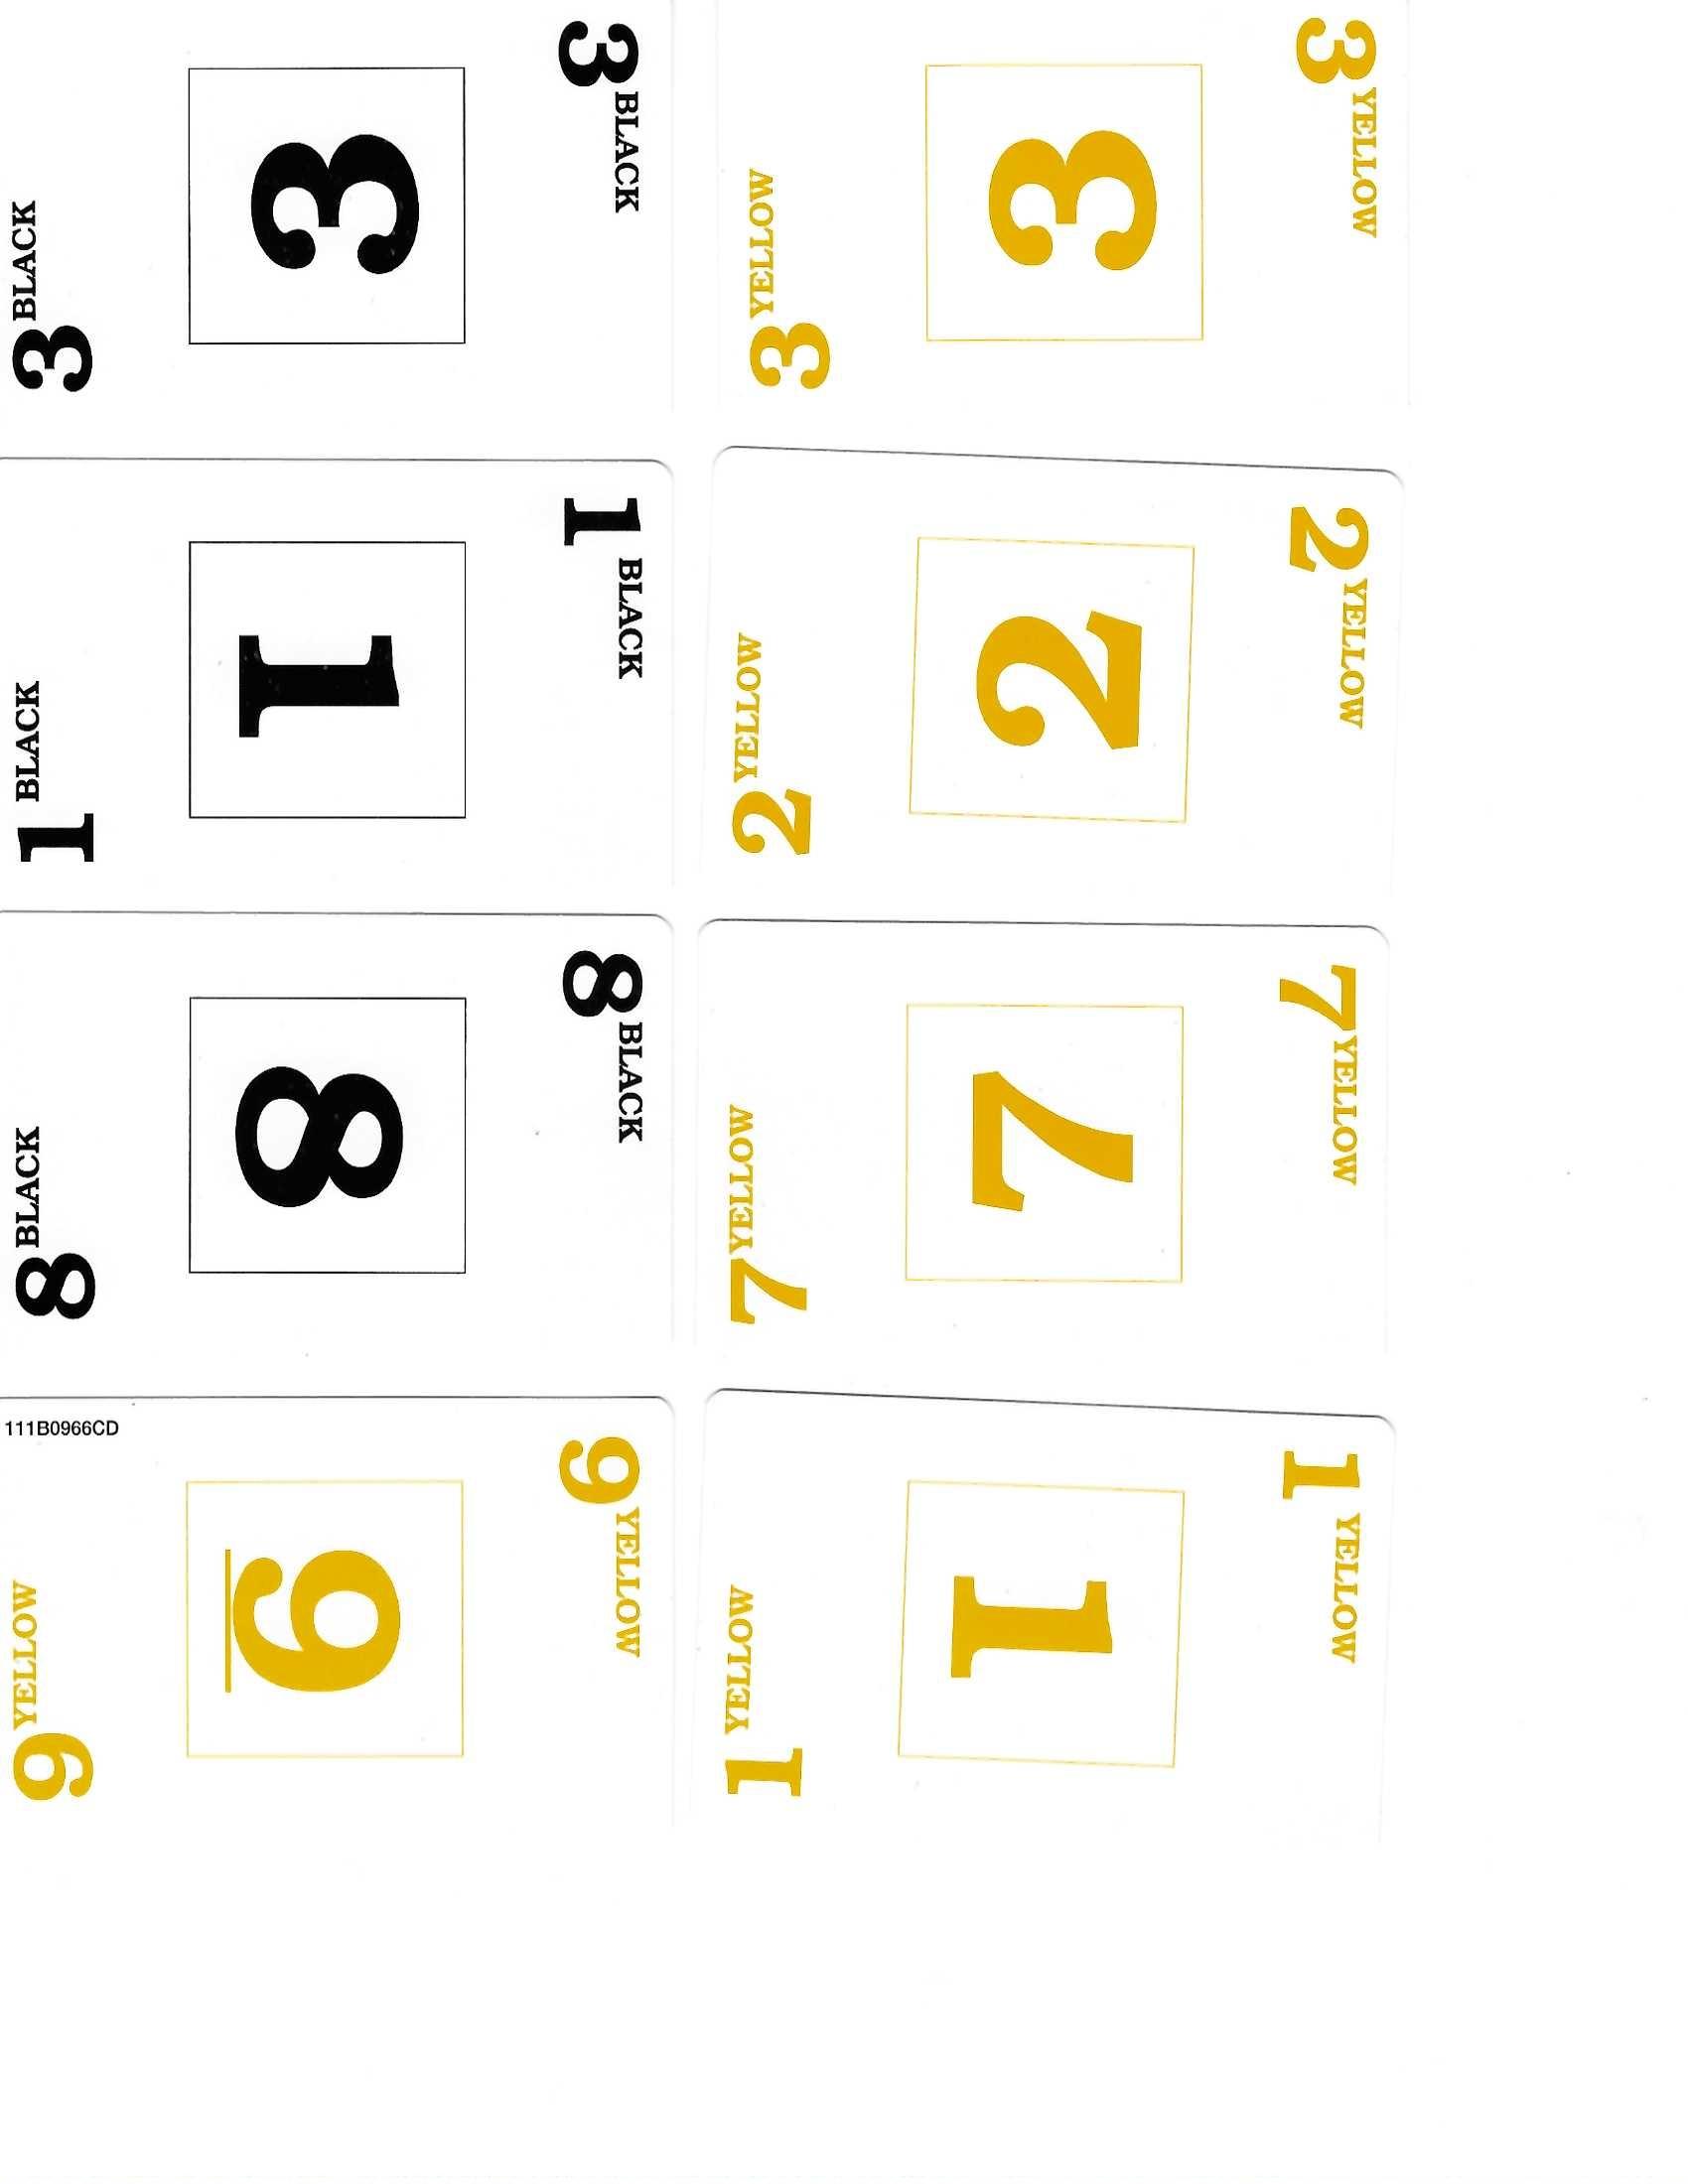 3 BLACK
3
3 BLACK
3 YELLOW
3
3 YELLOW
1 BLACK
1
1 BLACK
2 YELLOW
2
2 YELLOW
8 BLACK
8
8 BLACK
7 YELLOW
7
7 YELLOW
111B0966CD
9 YELLOW
9
9 YELLOW
1 YELLOW
1
1 YELLOW